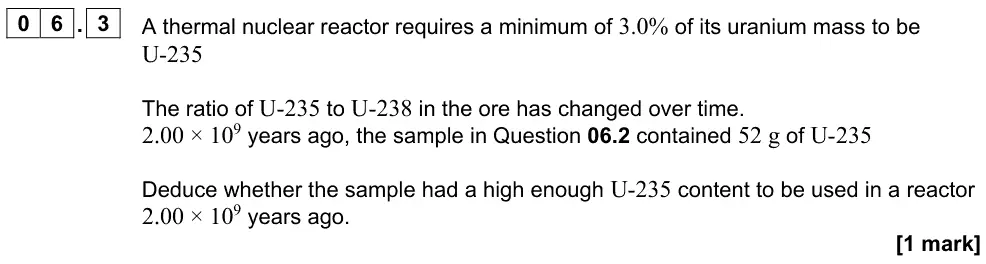 0 6 . 3 A thermal nuclear reactor requires a minimum of 3.0% of its uranium mass to be
U-235
The ratio of U-235 to U-238 in the ore has changed over time.
2.00 × 10⁹ years ago, the sample in Question 06.2 contained 52 g of U-235
Deduce whether the sample had a high enough U-235 content to be used in a reactor
2.00 × 10⁹ years ago.
[1 mark]